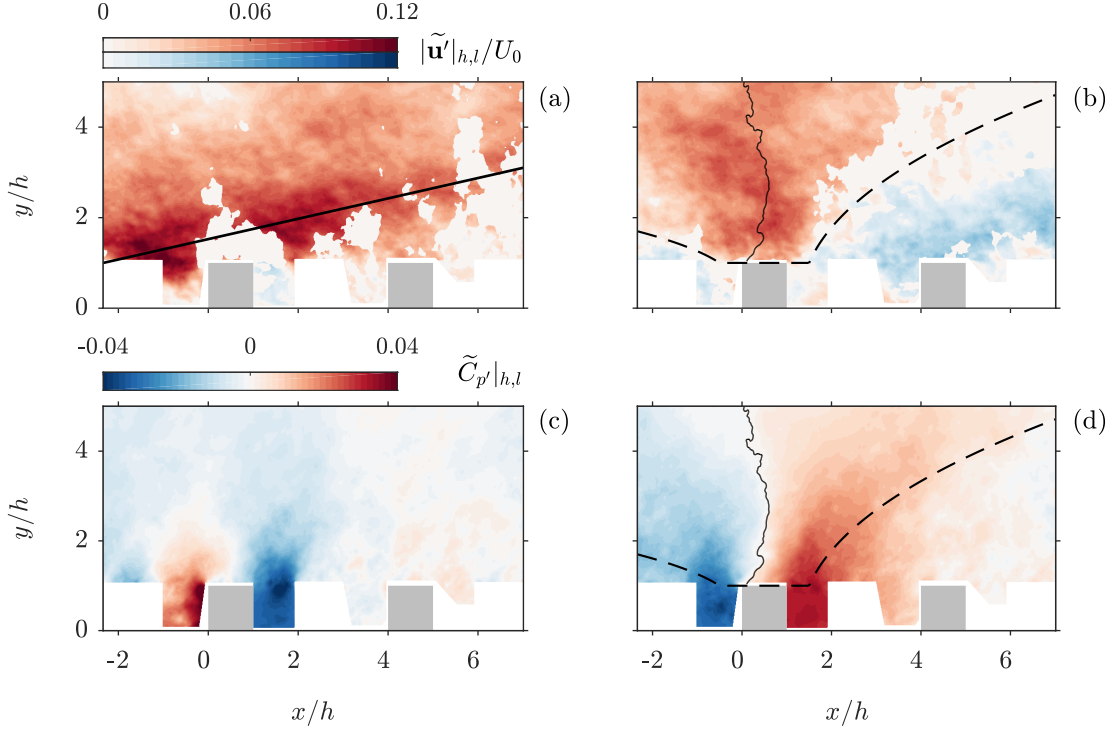 0 0.06 0.12
|ũ′|h,l/U0
(a) (b)
y/h
4
2
0
-0.04 0 0.04
C̃p′|h,l
(c) (d)
y/h
4
2
0
-2 0 2 4 6 -2 0 2 4 6
x/h x/h